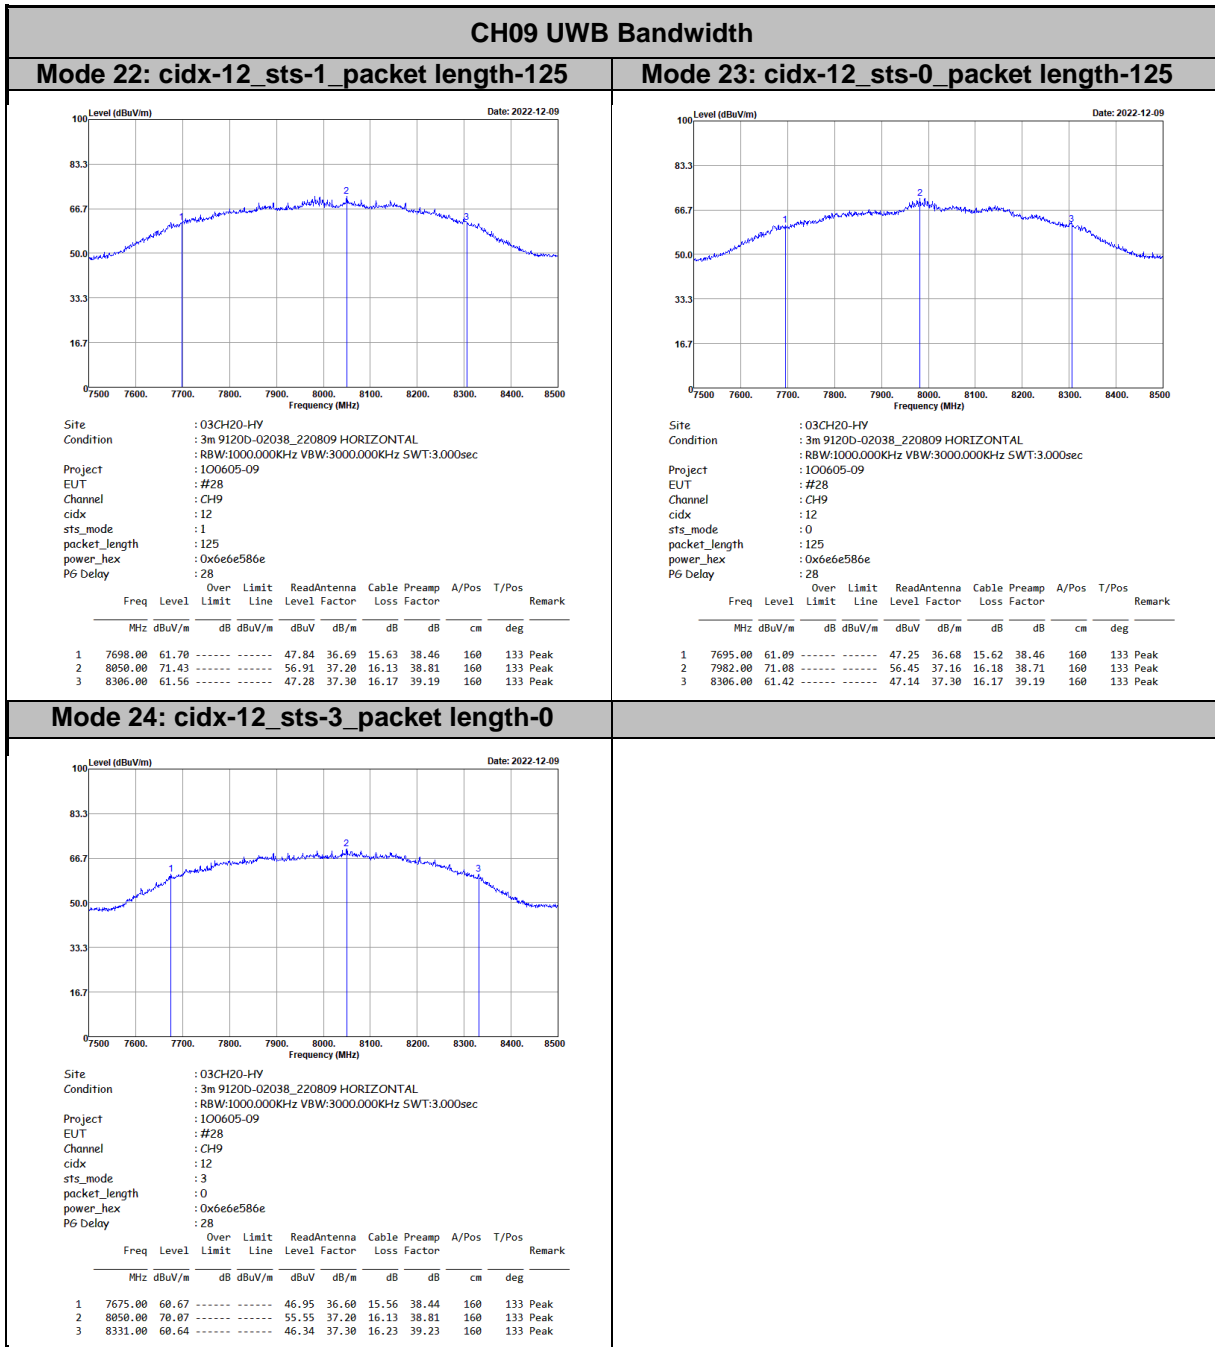 CH09 UWB Bandwidth
Mode 22: cidx-12_sts-1_packet length-125
Mode 23: cidx-12_sts-0_packet length-125
Level (dBuV/m)
Date: 2022-12-09
100
83.3
66.7
50.0
33.3
16.7
0
1
2
3
7500 7600. 7700. 7800. 7900. 8000. 8100. 8200. 8300. 8400. 8500
Frequency (MHz)
Site : 03CH20-HY
Condition : 3m 9120D-02038_220809 HORIZONTAL
: RBW:1000.000KHz VBW:3000.000KHz SWT:3.000sec
Project : 100605-09
EUT : #28
Channel : CH9
cidx : 12
sts_mode : 1
packet_length : 125
power_hex : 0x6e6e586e
PG Delay : 28
Over Limit ReadAntenna Cable Preamp A/Pos T/Pos
Freq Level Limit Line Level Factor Loss Factor Remark
MHz dBuV/m dB dBuV/m dBuV dB/m dB dB cm deg
1 7698.00 61.70 ------ ------ 47.84 36.69 15.63 38.46 160 133 Peak
2 8050.00 71.43 ------ ------ 56.91 37.20 16.13 38.81 160 133 Peak
3 8306.00 61.56 ------ ------ 47.28 37.30 16.17 39.19 160 133 Peak
Level (dBuV/m)
Date: 2022-12-09
100
83.3
66.7
50.0
33.3
16.7
0
1
2
3
7500 7600. 7700. 7800. 7900. 8000. 8100. 8200. 8300. 8400. 8500
Frequency (MHz)
Site : 03CH20-HY
Condition : 3m 9120D-02038_220809 HORIZONTAL
: RBW:1000.000KHz VBW:3000.000KHz SWT:3.000sec
Project : 100605-09
EUT : #28
Channel : CH9
cidx : 12
sts_mode : 0
packet_length : 125
power_hex : 0x6e6e586e
PG Delay : 28
Over Limit ReadAntenna Cable Preamp A/Pos T/Pos
Freq Level Limit Line Level Factor Loss Factor Remark
MHz dBuV/m dB dBuV/m dBuV dB/m dB dB cm deg
1 7695.00 61.09 ------ ------ 47.25 36.68 15.62 38.46 160 133 Peak
2 7982.00 71.08 ------ ------ 56.45 37.16 16.18 38.71 160 133 Peak
3 8306.00 61.42 ------ ------ 47.14 37.30 16.17 39.19 160 133 Peak
Mode 24: cidx-12_sts-3_packet length-0
Level (dBuV/m)
Date: 2022-12-09
100
83.3
66.7
50.0
33.3
16.7
0
1
2
3
7500 7600. 7700. 7800. 7900. 8000. 8100. 8200. 8300. 8400. 8500
Frequency (MHz)
Site : 03CH20-HY
Condition : 3m 9120D-02038_220809 HORIZONTAL
: RBW:1000.000KHz VBW:3000.000KHz SWT:3.000sec
Project : 100605-09
EUT : #28
Channel : CH9
cidx : 12
sts_mode : 3
packet_length : 0
power_hex : 0x6e6e586e
PG Delay : 28
Over Limit ReadAntenna Cable Preamp A/Pos T/Pos
Freq Level Limit Line Level Factor Loss Factor Remark
MHz dBuV/m dB dBuV/m dBuV dB/m dB dB cm deg
1 7675.00 60.67 ------ ------ 46.95 36.60 15.56 38.44 160 133 Peak
2 8050.00 70.07 ------ ------ 55.55 37.20 16.13 38.81 160 133 Peak
3 8331.00 60.64 ------ ------ 46.34 37.30 16.23 39.23 160 133 Peak